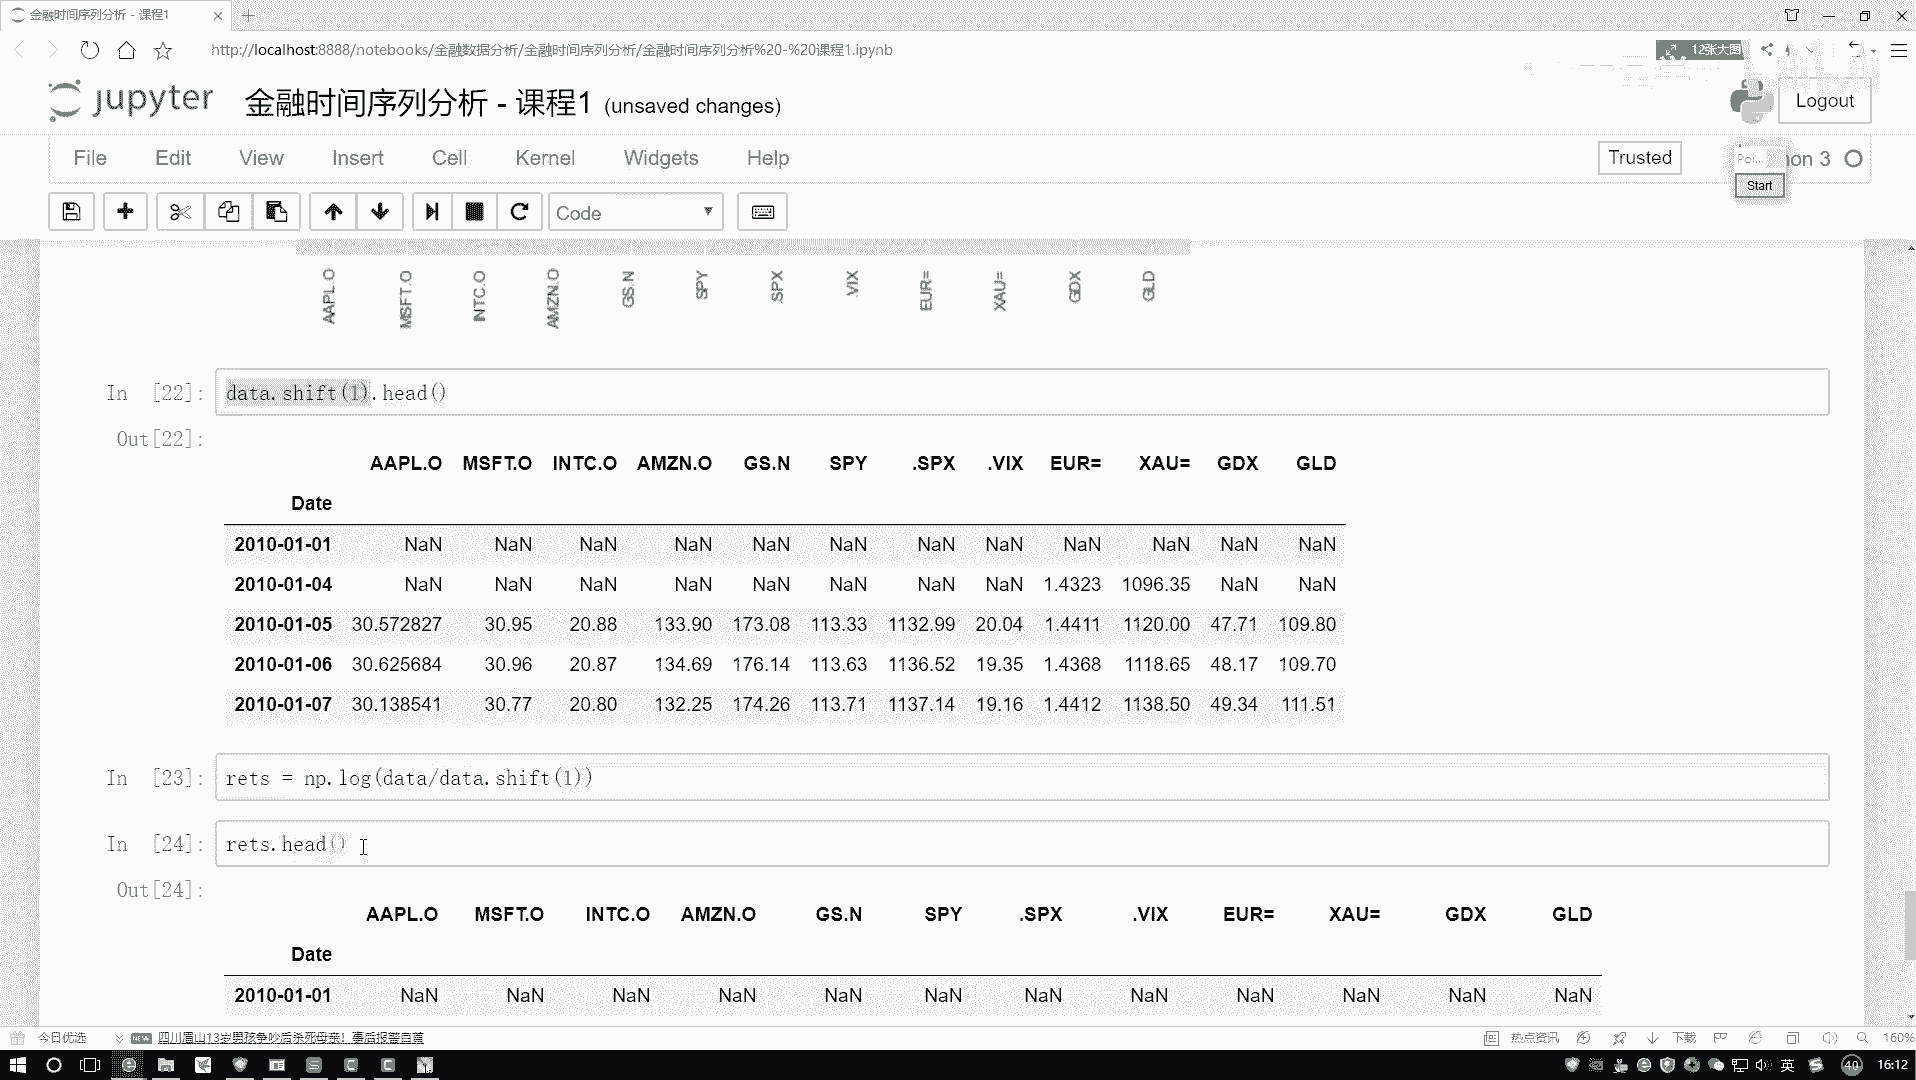 金融时间序列分析 - 课程1
http://localhost:8888/notebooks/金融数据分析/金融时间序列分析/金融时间序列分析%20-%20课程1.ipynb
12张大图
jupyter 金融时间序列分析 - 课程1 (unsaved changes)
Logout
File Edit View Insert Cell Kernel Widgets Help
Trusted
Poi... on 3
Start
Code
AAPL.O MSFT.O INTC.O AMZN.O GS.N SPY .SPX .VIX EUR= XAU= GDX GLD
In [22]: data.shift(1).head()
Out[22]:
AAPL.O MSFT.O INTC.O AMZN.O GS.N SPY .SPX .VIX EUR= XAU= GDX GLD
Date
2010-01-01 NaN NaN NaN NaN NaN NaN NaN NaN NaN NaN NaN NaN
2010-01-04 NaN NaN NaN NaN NaN NaN NaN NaN 1.4323 1096.35 NaN NaN
2010-01-05 30.572827 30.95 20.88 133.90 173.08 113.33 1132.99 20.04 1.4411 1120.00 47.71 109.80
2010-01-06 30.625684 30.96 20.87 134.69 176.14 113.63 1136.52 19.35 1.4368 1118.65 48.17 109.70
2010-01-07 30.138541 30.77 20.80 132.25 174.26 113.71 1137.14 19.16 1.4412 1138.50 49.34 111.51
In [23]: rets = np.log(data/data.shift(1))
In [24]: rets.head()
Out[24]:
AAPL.O MSFT.O INTC.O AMZN.O GS.N SPY .SPX .VIX EUR= XAU= GDX GLD
Date
2010-01-01 NaN NaN NaN NaN NaN NaN NaN NaN NaN NaN NaN NaN
今日优选
NEW 四川眉山13岁男孩争吵后杀死母亲！事后报警自首
热点资讯
下载
160%
英
40
16:12